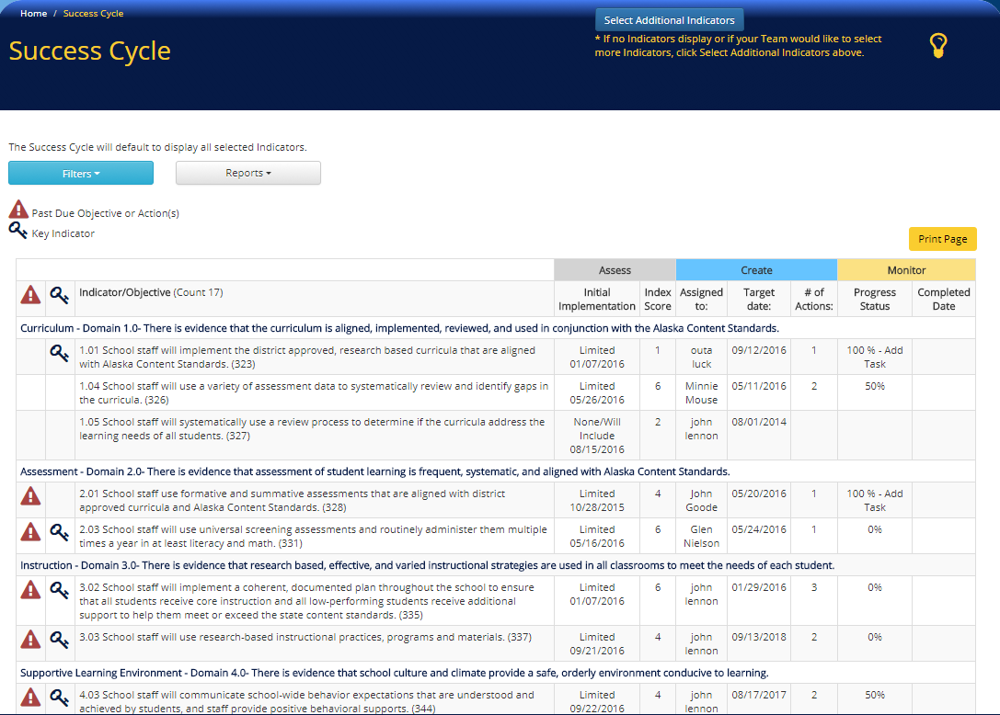 Home / Success Cycle
Select Additional Indicators
* If no Indicators display or if your Team would like to select
more Indicators, click Select Additional Indicators above.
Success Cycle
The Success Cycle will default to display all selected Indicators.
Filters
Reports
Past Due Objective or Action(s)
Key Indicator
Print Page
Assess Create Monitor
Indicator/Objective (Count 17) Initial Implementation Index Score Assigned to: Target date: # of Actions: Progress Status Completed Date
Curriculum - Domain 1.0- There is evidence that the curriculum is aligned, implemented, reviewed, and used in conjunction with the Alaska Content Standards.
1.01 School staff will implement the district approved, research based curricula that are aligned Limited 1 outa 09/12/2016 1 100 % - Add
with Alaska Content Standards. (323) 01/07/2016 luck Task
1.04 School staff will use a variety of assessment data to systematically review and identify gaps in Limited 6 Minnie 05/11/2016 2 50%
the curricula. (326) 05/26/2016 Mouse
1.05 School staff will systematically use a review process to determine if the curricula address the None/Will 2 john 08/01/2014
learning needs of all students. (327) Include lennon
08/15/2016
Assessment - Domain 2.0- There is evidence that assessment of student learning is frequent, systematic, and aligned with Alaska Content Standards.
2.01 School staff use formative and summative assessments that are aligned with district Limited 4 John 05/20/2016 1 100 % - Add
approved curricula and Alaska Content Standards. (328) 10/28/2015 Goode Task
2.03 School staff will use universal screening assessments and routinely administer them multiple Limited 6 Glen 05/24/2016 1 0%
times a year in at least literacy and math. (331) 05/16/2016 Nielson
Instruction - Domain 3.0- There is evidence that research based, effective, and varied instructional strategies are used in all classrooms to meet the needs of each student.
3.02 School staff will implement a coherent, documented plan throughout the school to ensure Limited 6 john 01/29/2016 3 0%
that all students receive core instruction and all low-performing students receive additional 01/07/2016 lennon
support to help them meet or exceed the state content standards. (335)
3.03 School staff will use research-based instructional practices, programs and materials. (337) Limited 4 john 09/13/2018 2 0%
09/21/2016 lennon
Supportive Learning Environment - Domain 4.0- There is evidence that school culture and climate provide a safe, orderly environment conducive to learning.
4.03 School staff will communicate school-wide behavior expectations that are understood and Limited 4 john 08/17/2017 2 50%
achieved by students, and staff provide positive behavioral supports. (344) 09/22/2016 lennon